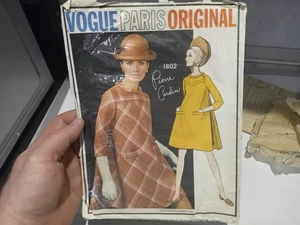 VOGUE PARIS ORIGINAL
1802
Pierre Cardin